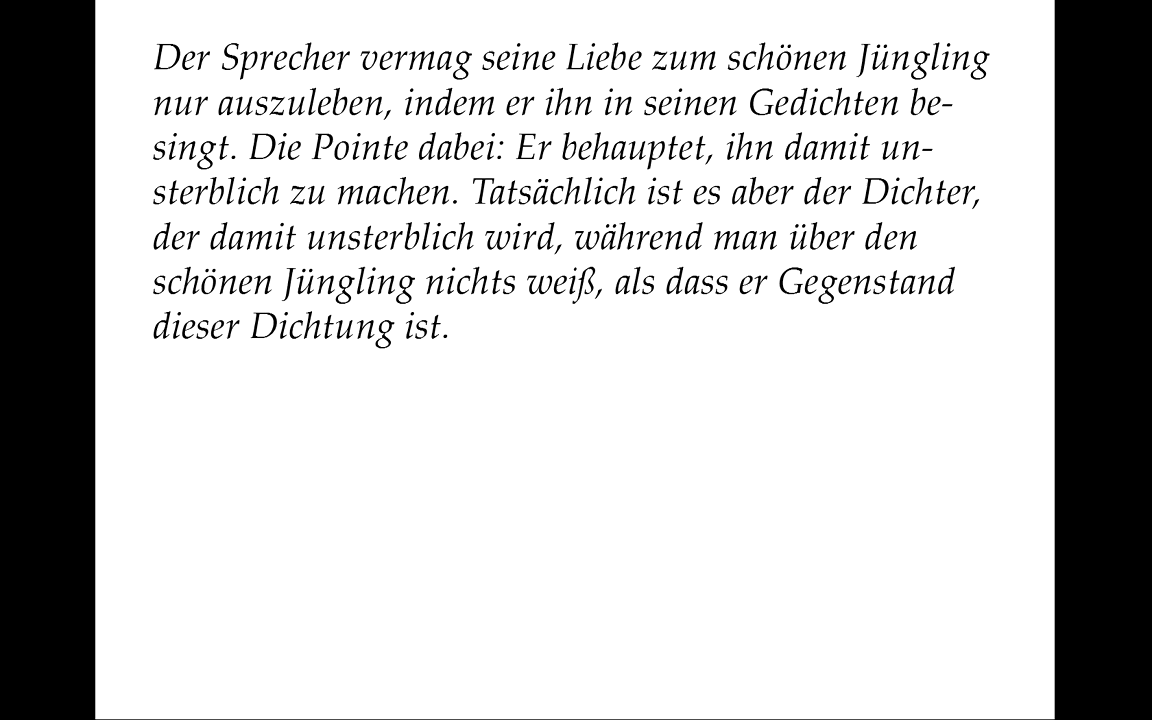 Der Sprecher vermag seine Liebe zum schönen Jüngling
nur auszuleben, indem er ihn in seinen Gedichten be-
singt. Die Pointe dabei: Er behauptet, ihn damit un-
sterblich zu machen. Tatsächlich ist es aber der Dichter,
der damit unsterblich wird, während man über den
schönen Jüngling nichts weiß, als dass er Gegenstand
dieser Dichtung ist.